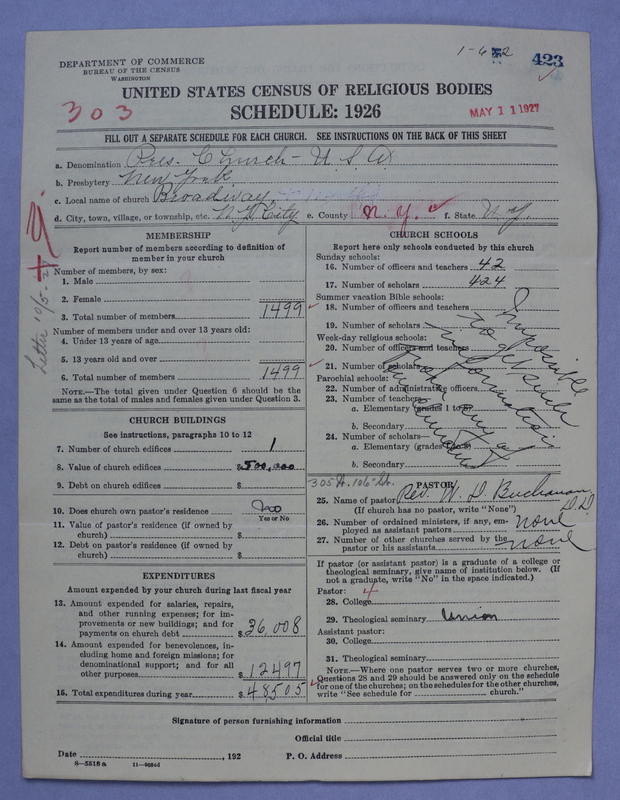 1-6 2
423
DEPARTMENT OF COMMERCE
BUREAU OF THE CENSUS
WASHINGTON
UNITED STATES CENSUS OF RELIGIOUS BODIES
303
SCHEDULE: 1926
MAY 11 1927
FILL OUT A SEPARATE SCHEDULE FOR EACH CHURCH. SEE INSTRUCTIONS ON THE BACK OF THIS SHEET
a. Denomination Pres. Church - U.S.A.
b. Presbytery New York
c. Local name of church Broadway
d. City, town, village, or township, etc. N.Y. City e. County N.Y. f. State N.Y.
Letter 10/5-
MEMBERSHIP
Report number of members according to definition of
member in your church
Number of members, by sex:
1. Male
2. Female
3. Total number of members 1499
Number of members under and over 13 years old:
4. Under 13 years of age
5. 13 years old and over
6. Total number of members 1499
NOTE.—The total given under Question 6 should be the
same as the total of males and females given under Question 3.
CHURCH BUILDINGS
See instructions, paragraphs 10 to 12
7. Number of church edifices 1
8. Value of church edifices $500,000
9. Debt on church edifices $
10. Does church own pastor's residence? No
Yes or No
11. Value of pastor's residence (if owned by
church) $
12. Debt on pastor's residence (if owned by
church) $
EXPENDITURES
Amount expended by your church during last fiscal year
13. Amount expended for salaries, repairs,
and other running expenses; for im-
provements or new buildings; and for
payments on church debt $36,008
14. Amount expended for benevolences, in-
cluding home and foreign missions; for
denominational support; and for all
other purposes $12497
15. Total expenditures during year $48505
CHURCH SCHOOLS
Report here only schools conducted by this church
Sunday schools:
16. Number of officers and teachers 42
17. Number of scholars 424
Summer vacation Bible schools:
18. Number of officers and teachers
19. Number of scholars
Week-day religious schools:
20. Number of officers and teachers
21. Number of scholars
Parochial schools:
22. Number of administrative officers
23. Number of teachers—
a. Elementary (grades 1 to 8)
b. Secondary
24. Number of scholars—
a. Elementary (grades 1 to 8)
b. Secondary
Impossible
to get such
information
305 W. 106 St.
PASTOR
25. Name of pastor Rev. W. D. Buchanan D.D.
(If church has no pastor, write "None")
26. Number of ordained ministers, if any, em-
ployed as assistant pastors none
27. Number of other churches served by the
pastor or his assistants none
If pastor (or assistant pastor) is a graduate of a college or
theological seminary, give name of institution below. (If
not a graduate, write "No" in the space indicated.)
Pastor: 4
28. College
29. Theological seminary Union
Assistant pastor:
30. College
31. Theological seminary
NOTE.—Where one pastor serves two or more churches,
Questions 28 and 29 should be answered only on the schedule
for one of the churches; on the schedules for the other churches,
write "See schedule for church."
Signature of person furnishing information
Official title
Date , 192 P. O. Address
8-5518a